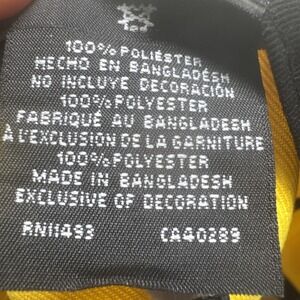 100% POLIÉSTER
HECHO EN BANGLADÉSH
NO INCLUYE DECORACIÓN
100% POLYESTER
FABRIQUÉ AU BANGLADESH
À L'EXCLUSION DE LA GARNITURE
100% POLYESTER
MADE IN BANGLADESH
EXCLUSIVE OF DECORATION
RN11493 CA40289